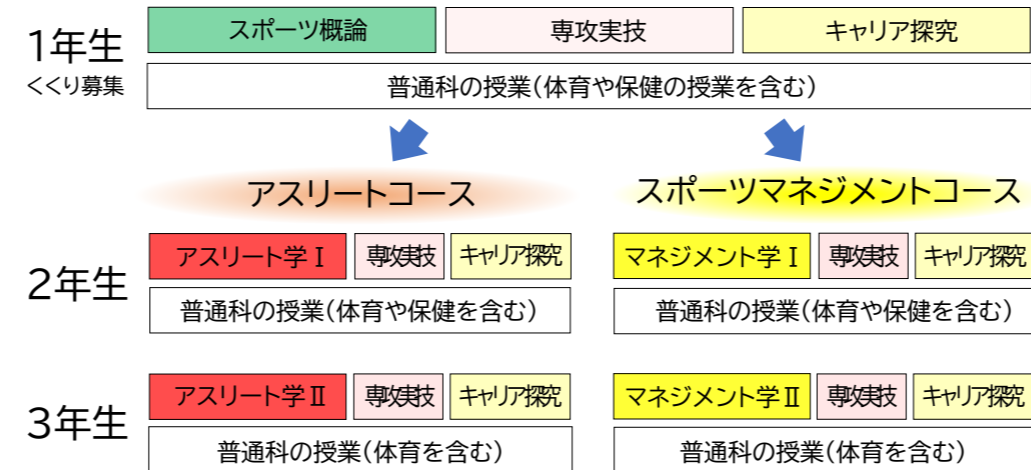 1年生
くくり募集
スポーツ概論
専攻実技
キャリア探究
普通科の授業(体育や保健の授業を含む)
アスリートコース
スポーツマネジメントコース
2年生
アスリート学Ⅰ
専攻実技
キャリア探究
マネジメント学Ⅰ
専攻実技
キャリア探究
普通科の授業(体育や保健を含む)
普通科の授業(体育や保健を含む)
3年生
アスリート学Ⅱ
専攻実技
キャリア探究
マネジメント学Ⅱ
専攻実技
キャリア探究
普通科の授業(体育を含む)
普通科の授業(体育を含む)